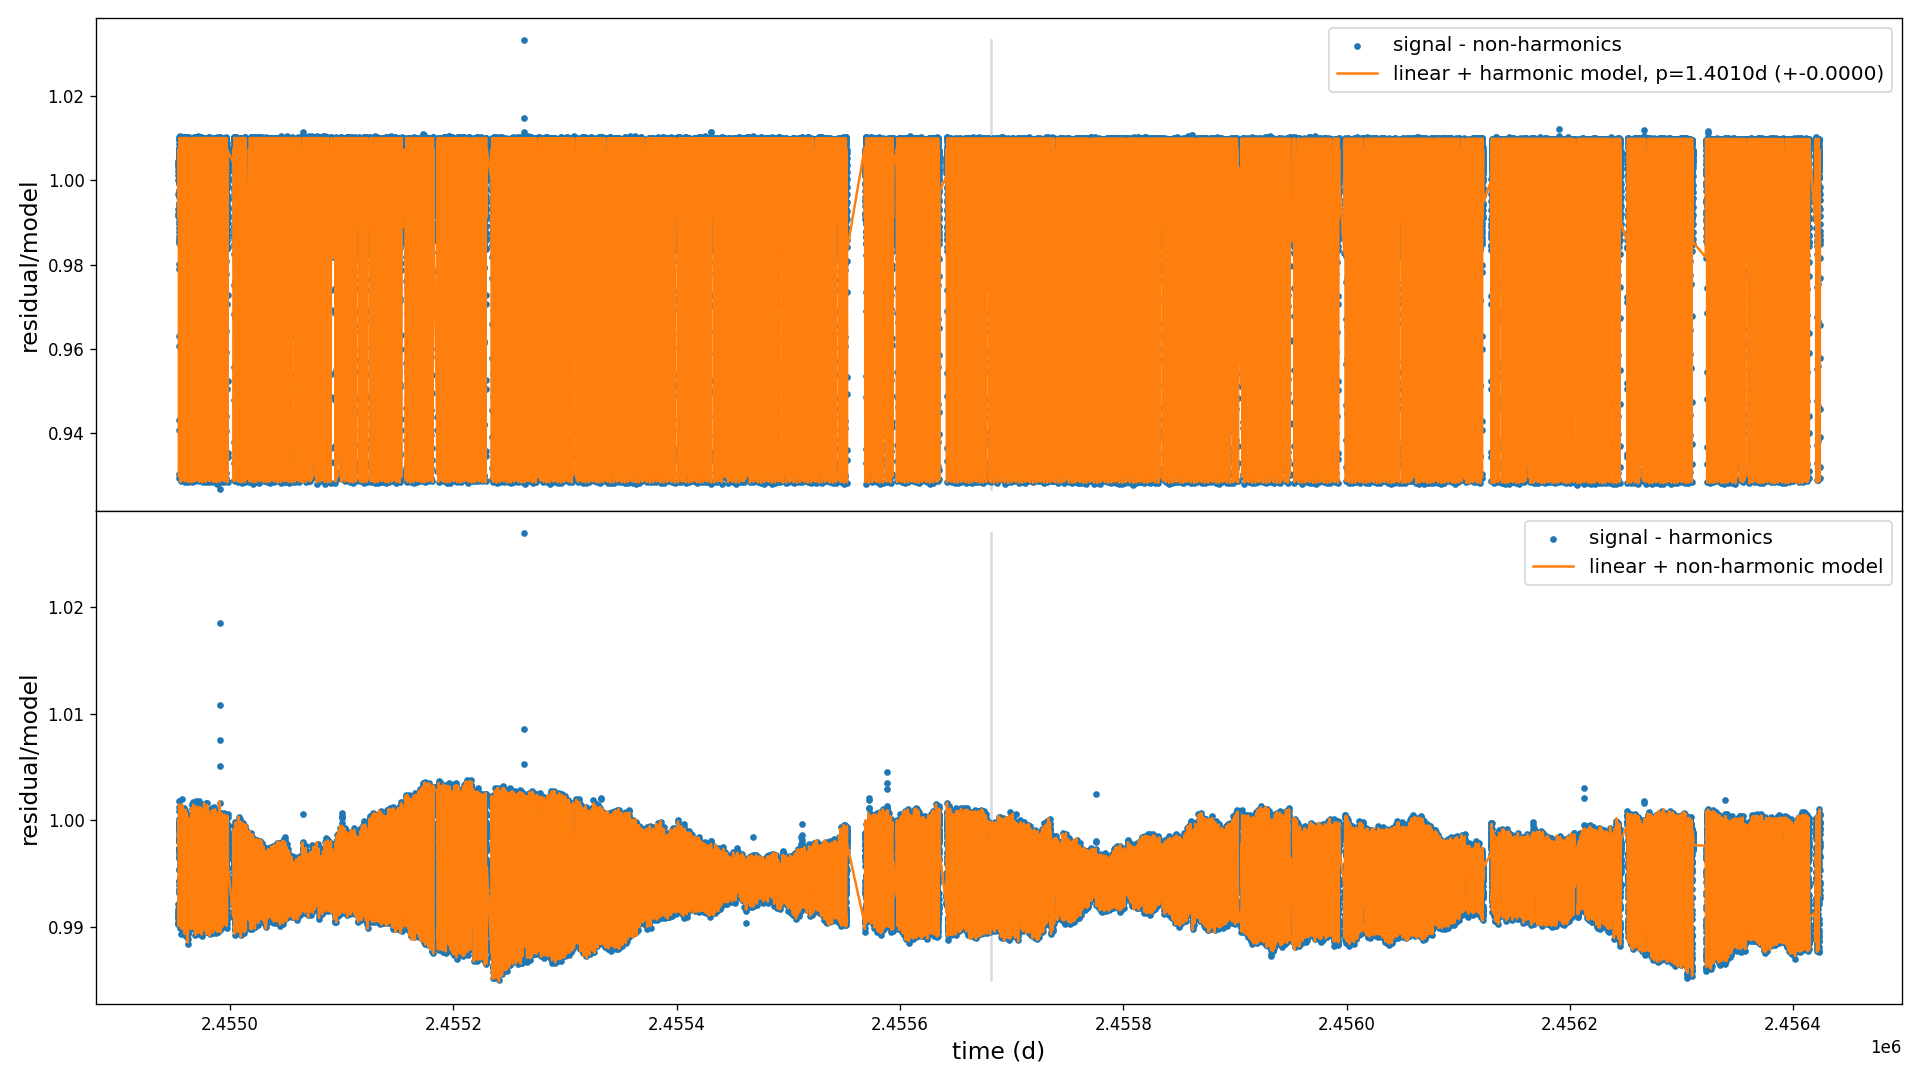 signal - non-harmonics
linear + harmonic model, p=1.4010d (+-0.0000)
1.02
1.00
0.98
0.96
0.94
residual/model
signal - harmonics
linear + non-harmonic model
1.02
1.01
1.00
0.99
residual/model
2.4550 2.4552 2.4554 2.4556 2.4558 2.4560 2.4562 2.4564
time (d)
1e6